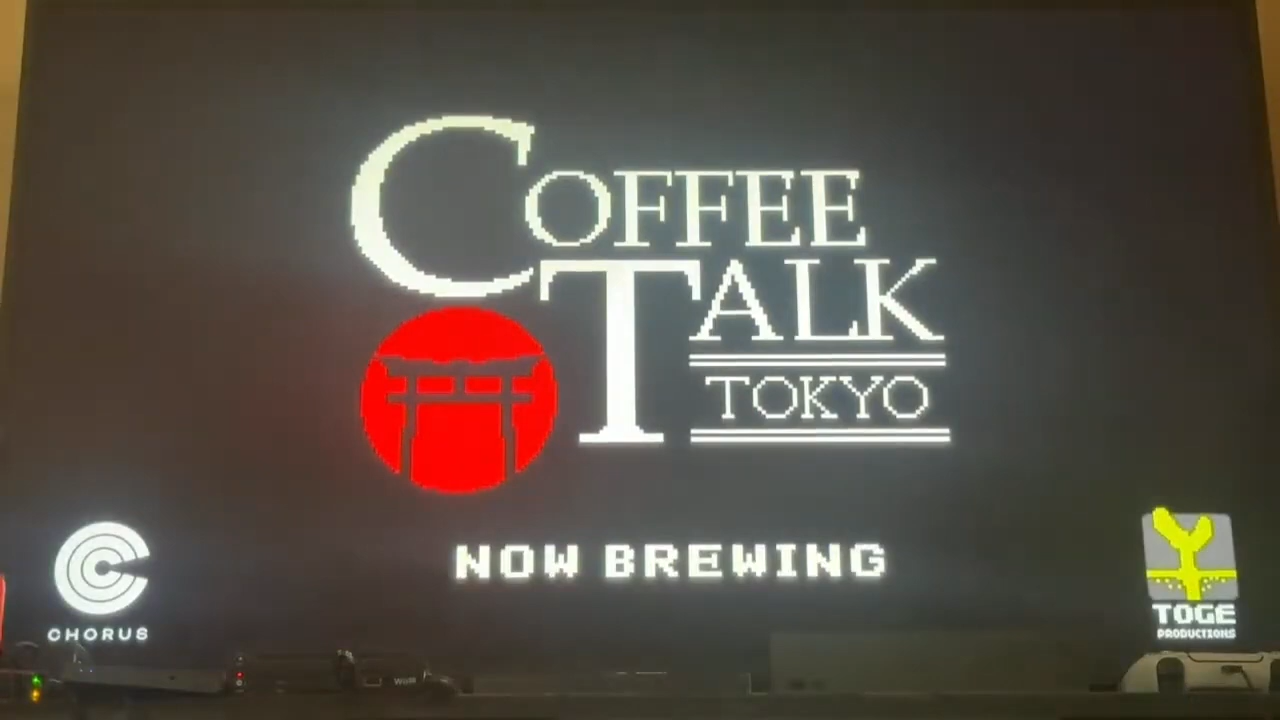 COFFEE
TALK
TOKYO
NOW BREWING
CHORUS
TOGE
PRODUCTIONS